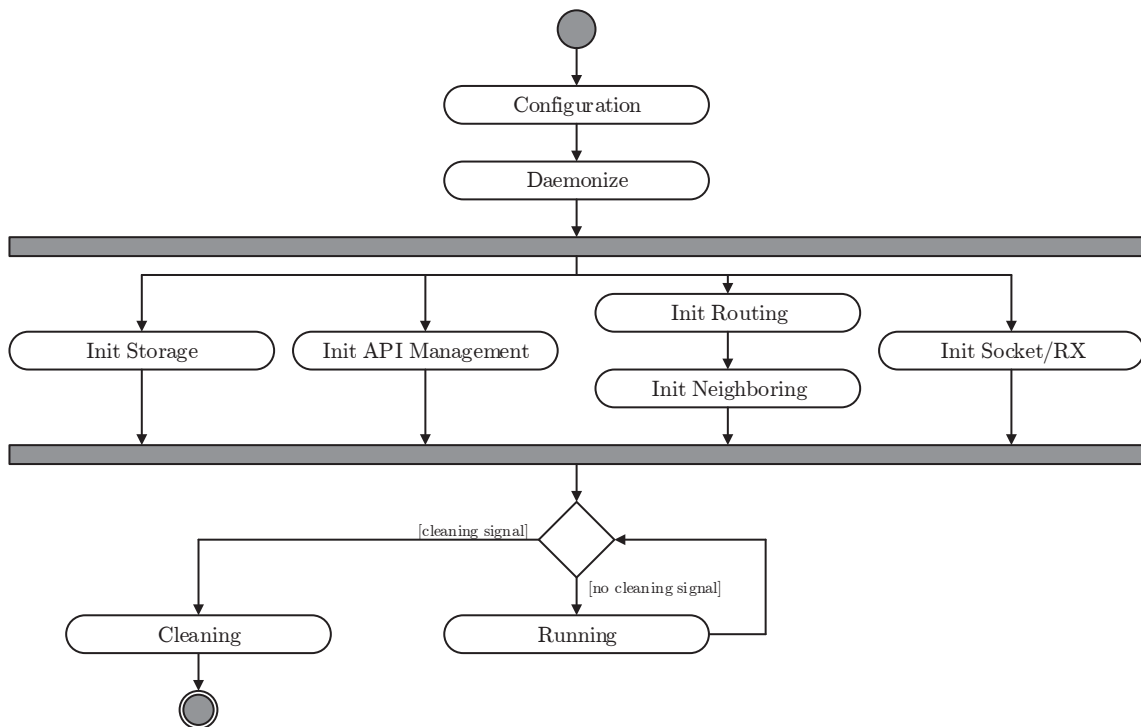 Configuration
Daemonize
Init Routing
Init Storage
Init API Management
Init Socket/RX
Init Neighboring
[cleaning signal]
[no cleaning signal]
Cleaning
Running